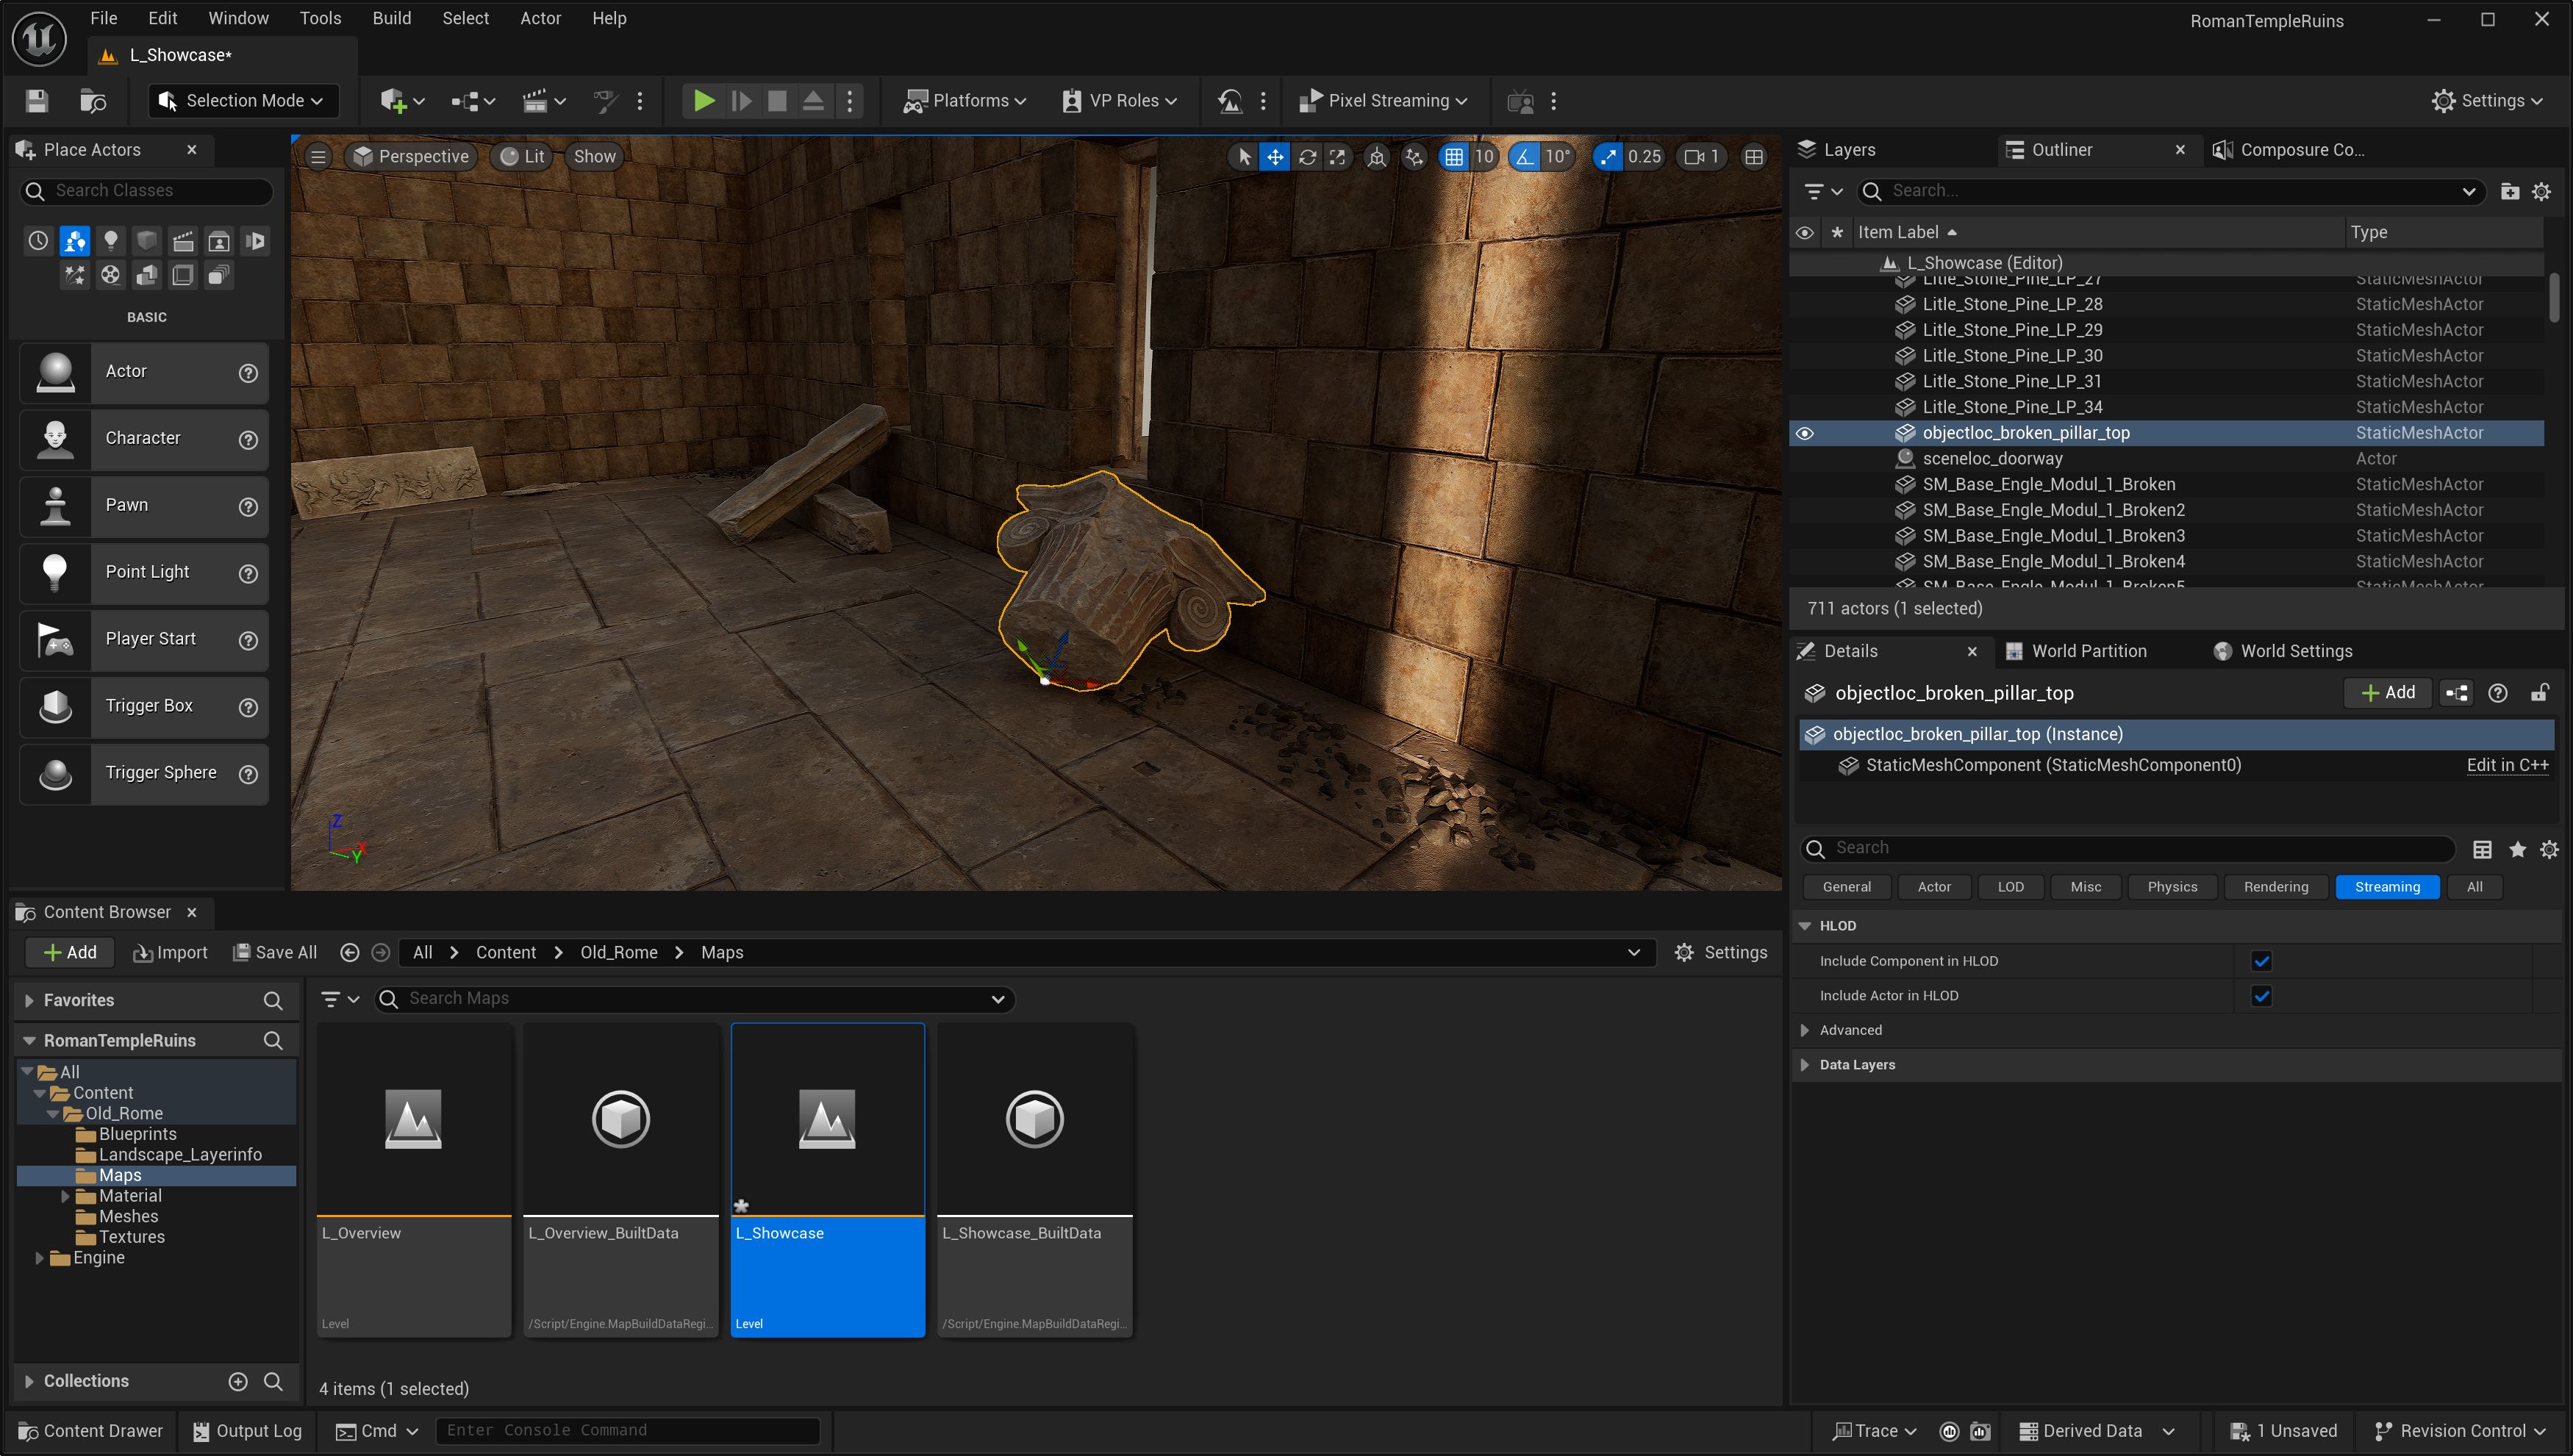 File Edit Window Tools Build Select Actor Help
RomanTempleRuins
L_Showcase*
Selection Mode
Platforms
VP Roles
Pixel Streaming
Settings
Place Actors
Search Classes
BASIC
Actor
Character
Pawn
Point Light
Player Start
Trigger Box
Trigger Sphere
Perspective Lit Show
10 10° 0.25 1
Z
X
Y
Layers Outliner Composure Co...
Search...
Item Label Type
L_Showcase (Editor)
Litle_Stone_Pine_LP_27 StaticMeshActor
Litle_Stone_Pine_LP_28 StaticMeshActor
Litle_Stone_Pine_LP_29 StaticMeshActor
Litle_Stone_Pine_LP_30 StaticMeshActor
Litle_Stone_Pine_LP_31 StaticMeshActor
Litle_Stone_Pine_LP_34 StaticMeshActor
objectloc_broken_pillar_top StaticMeshActor
sceneloc_doorway Actor
SM_Base_Engle_Modul_1_Broken StaticMeshActor
SM_Base_Engle_Modul_1_Broken2 StaticMeshActor
SM_Base_Engle_Modul_1_Broken3 StaticMeshActor
SM_Base_Engle_Modul_1_Broken4 StaticMeshActor
SM_Base_Engle_Modul_1_Broken5 StaticMeshActor
711 actors (1 selected)
Details World Partition World Settings
objectloc_broken_pillar_top
Add
objectloc_broken_pillar_top (Instance)
StaticMeshComponent (StaticMeshComponent0) Edit in C++
Search
General Actor LOD Misc Physics Rendering Streaming All
HLOD
Include Component in HLOD
Include Actor in HLOD
Advanced
Data Layers
Content Browser
Add Import Save All All Content Old_Rome Maps Settings
Favorites
RomanTempleRuins
All
Content
Old_Rome
Blueprints
Landscape_Layerinfo
Maps
Material
Meshes
Textures
Engine
Collections
Search Maps
L_Overview
Level
L_Overview_BuiltData
/Script/Engine.MapBuildDataRegi...
L_Showcase
Level
L_Showcase_BuiltData
/Script/Engine.MapBuildDataRegi...
4 items (1 selected)
Content Drawer Output Log Cmd Enter Console Command
Trace Derived Data 1 Unsaved Revision Control